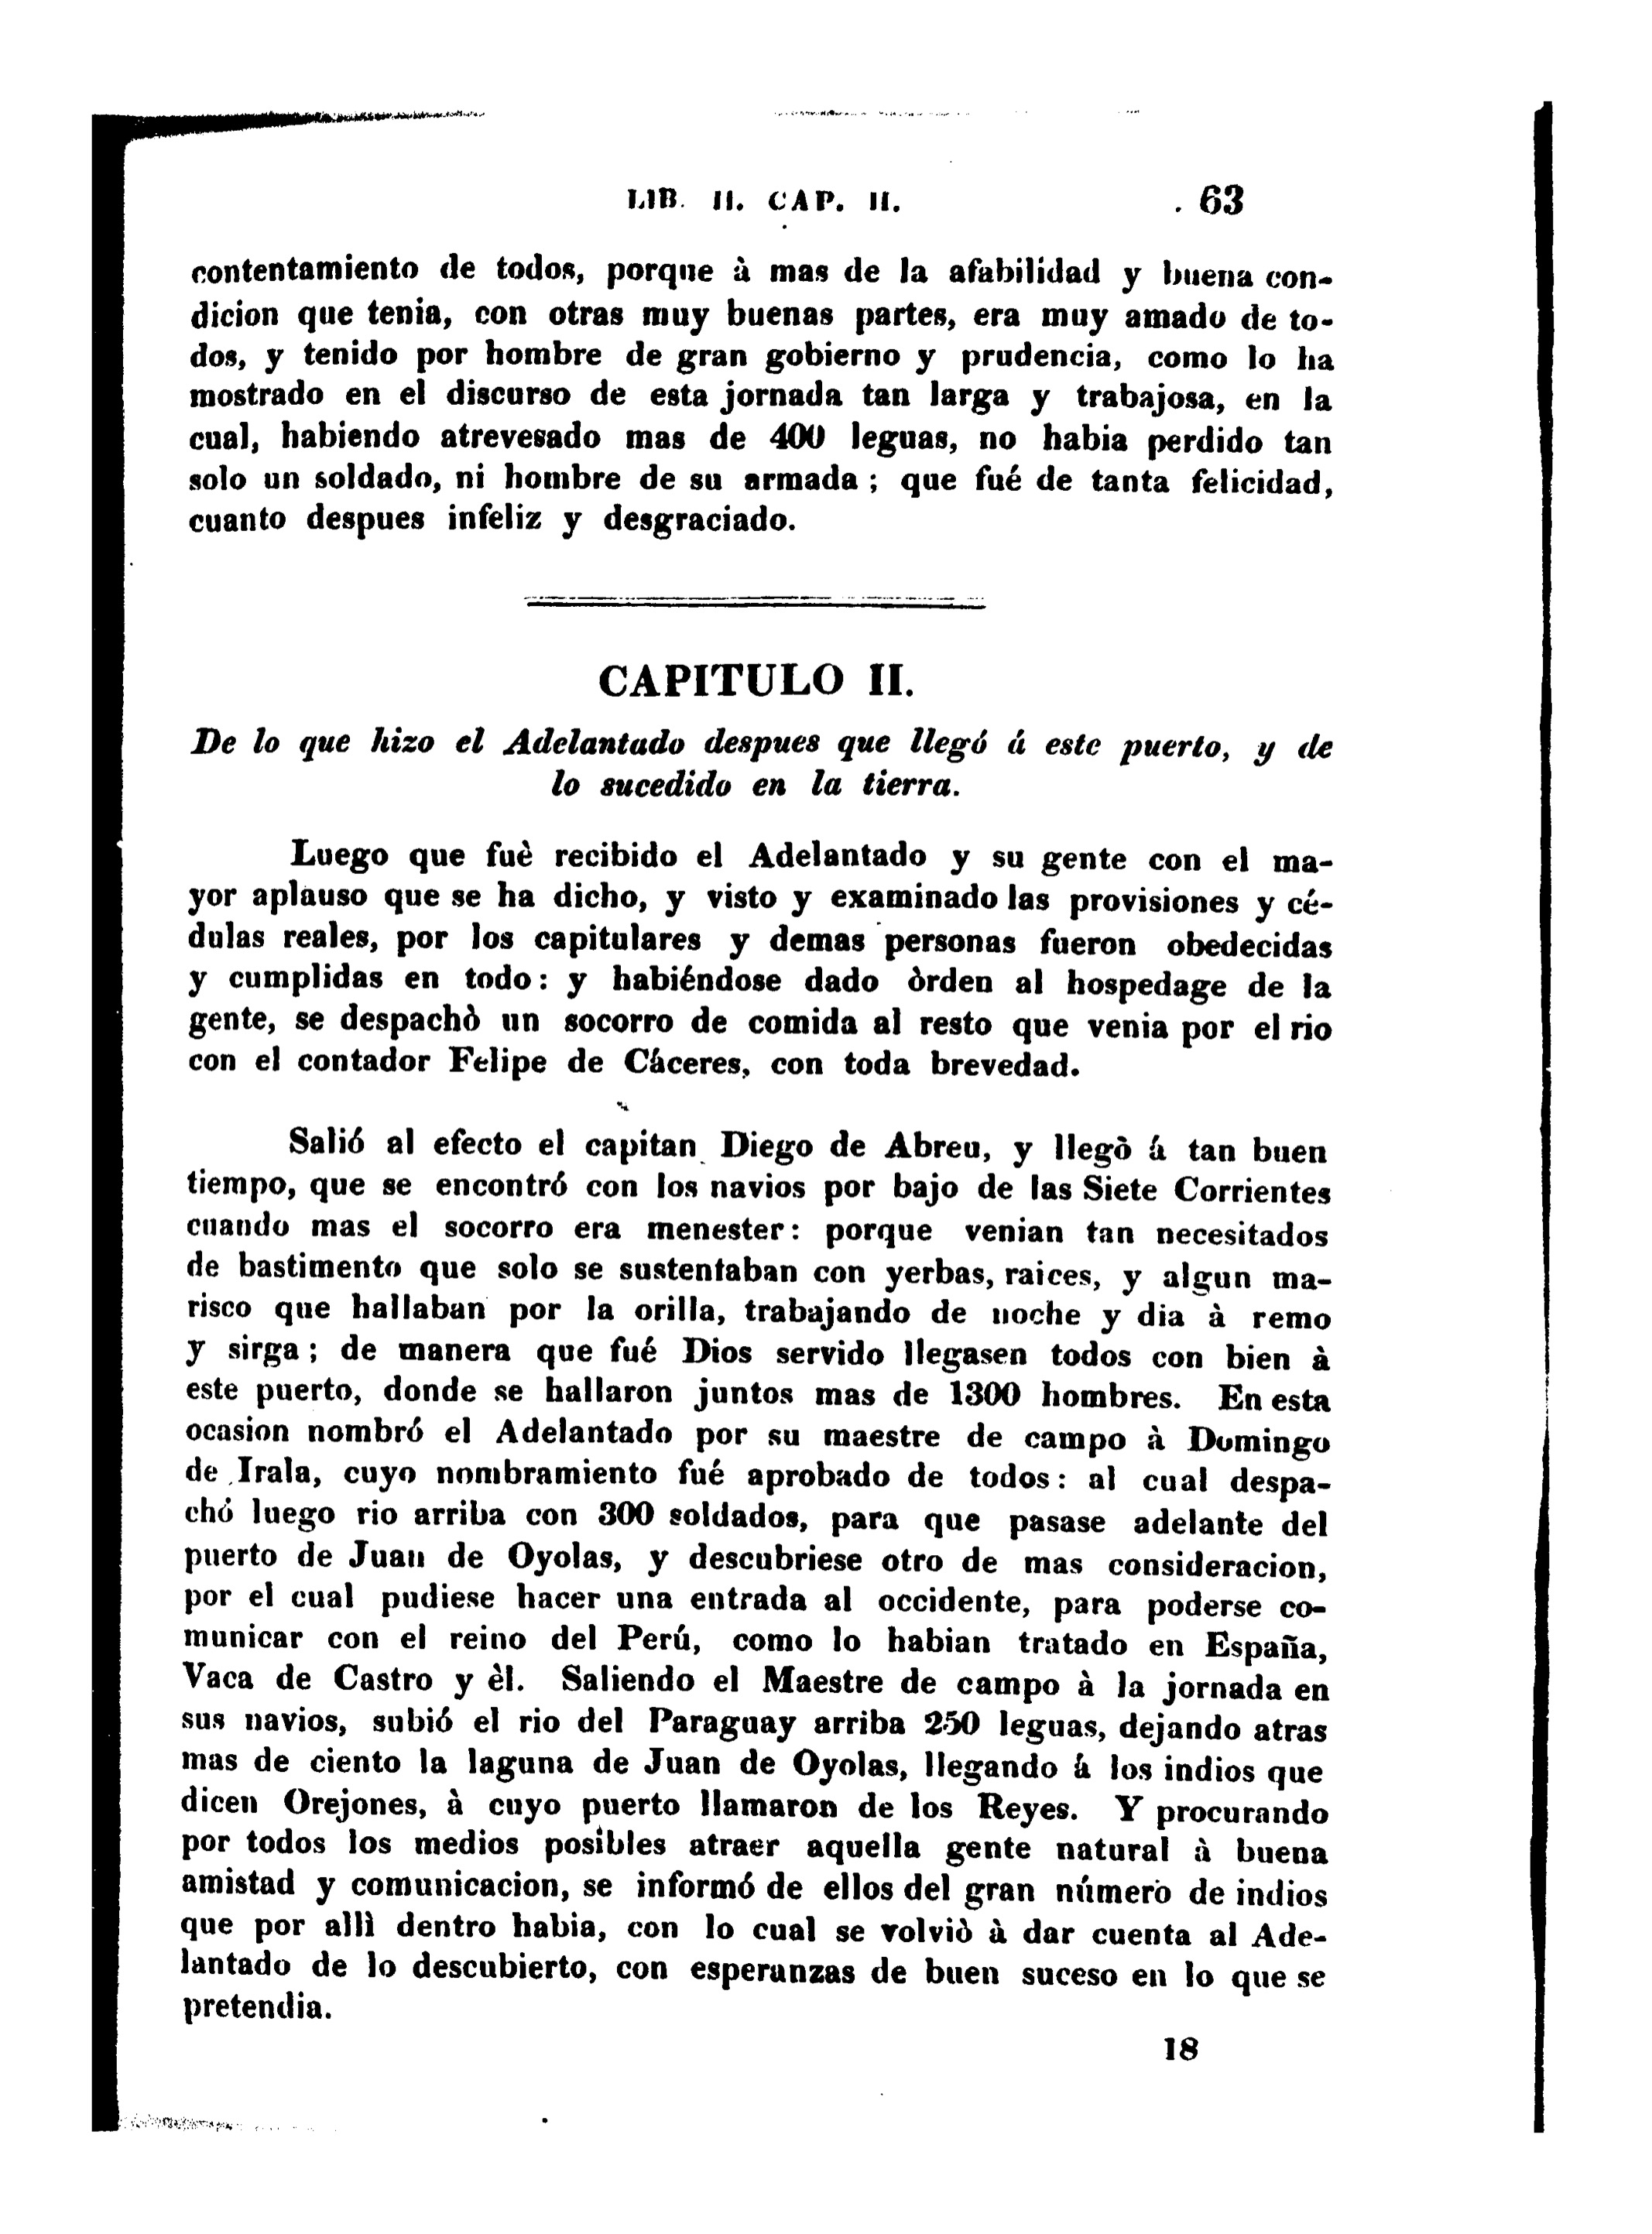 LIB. II. CAP. II. 63
contentamiento de todos, porque à mas de la afabilidad y buena con-
dicion que tenia, con otras muy buenas partes, era muy amado de to-
dos, y tenido por hombre de gran gobierno y prudencia, como lo ha
mostrado en el discurso de esta jornada tan larga y trabajosa, en la
cual, habiendo atrevesado mas de 400 leguas, no habia perdido tan
solo un soldado, ni hombre de su armada ; que fué de tanta felicidad,
cuanto despues infeliz y desgraciado.
CAPITULO II.
De lo que hizo el Adelantado despues que llegó á este puerto, y de
lo sucedido en la tierra.
Luego que fuè recibido el Adelantado y su gente con el ma-
yor aplauso que se ha dicho, y visto y examinado las provisiones y cé-
dulas reales, por los capitulares y demas personas fueron obedecidas
y cumplidas en todo : y habiéndose dado òrden al hospedage de la
gente, se despachò un socorro de comida al resto que venia por el rio
con el contador Felipe de Cáceres, con toda brevedad.
Salió al efecto el capitan Diego de Abreu, y llegò á tan buen
tiempo, que se encontró con los navios por bajo de las Siete Corrientes
cuando mas el socorro era menester : porque venian tan necesitados
de bastimento que solo se sustentaban con yerbas, raices, y algun ma-
risco que hallaban por la orilla, trabajando de noche y dia à remo
y sirga ; de manera que fué Dios servido llegasen todos con bien à
este puerto, donde se hallaron juntos mas de 1300 hombres. En esta
ocasion nombró el Adelantado por su maestre de campo à Domingo
de Irala, cuyo nombramiento fué aprobado de todos : al cual despa-
chó luego rio arriba con 300 soldados, para que pasase adelante del
puerto de Juan de Oyolas, y descubriese otro de mas consideracion,
por el cual pudiese hacer una entrada al occidente, para poderse co-
municar con el reino del Perú, como lo habian tratado en España,
Vaca de Castro y èl. Saliendo el Maestre de campo à la jornada en
sus navios, subió el rio del Paraguay arriba 250 leguas, dejando atras
mas de ciento la laguna de Juan de Oyolas, llegando á los indios que
dicen Orejones, à cuyo puerto llamaron de los Reyes. Y procurando
por todos los medios posibles atraer aquella gente natural à buena
amistad y comunicacion, se informó de ellos del gran número de indios
que por allì dentro habia, con lo cual se volviò à dar cuenta al Ade-
lantado de lo descubierto, con esperanzas de buen suceso en lo que se
pretendia.
18